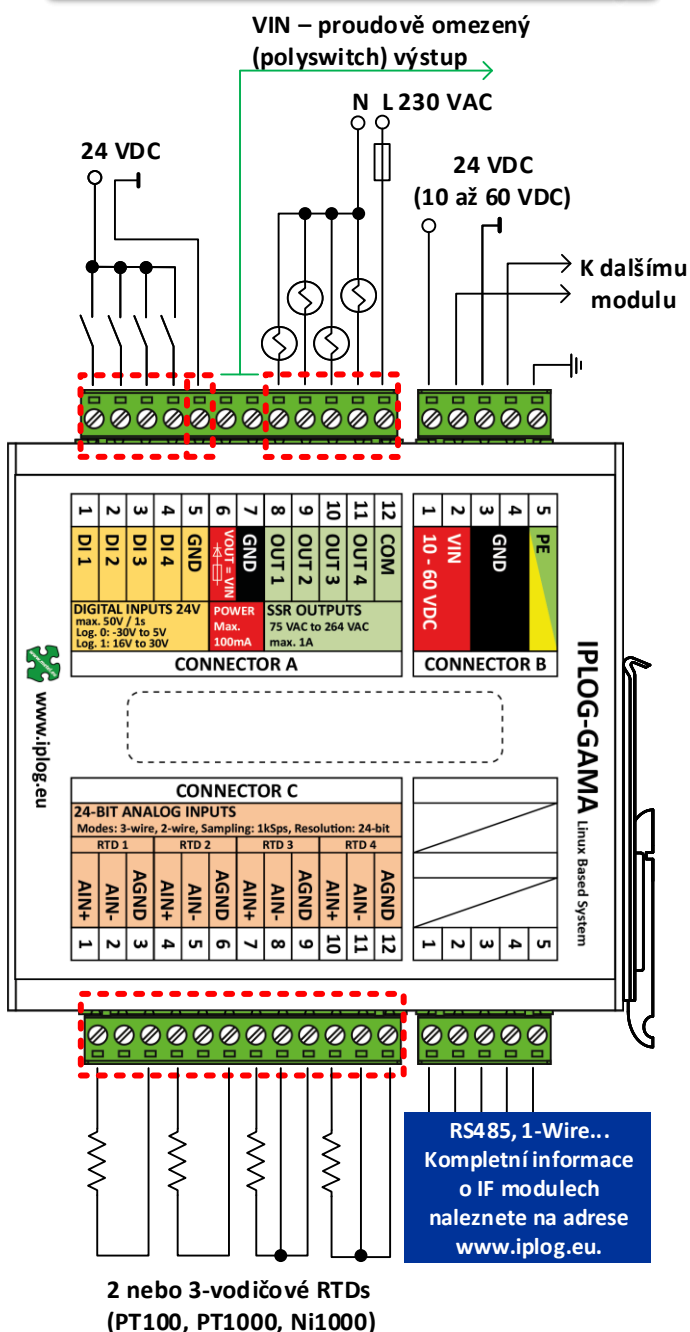 VIN – proudově omezený
(polyswitch) výstup
N L 230 VAC
24 VDC
24 VDC
(10 až 60 VDC)
K dalšímu
modulu
1 2 3 4 5 6 7 8 9 10 11 12
DI 1 DI 2 DI 3 DI 4 GND VOUT = VIN GND OUT 1 OUT 2 OUT 3 OUT 4 COM
DIGITAL INPUTS 24V
max. 50V / 1s
Log. 0: -30V to 5V
Log. 1: 16V to 30V
POWER
Max.
100mA
SSR OUTPUTS
75 VAC to 264 VAC
max. 1A
CONNECTOR A
1 2 3 4 5
10 - 60 VDC
VIN
GND
PE
CONNECTOR B
www.iplog.eu
IPLOG-GAMA Linux Based System
CONNECTOR C
24-BIT ANALOG INPUTS
Modes: 3-wire, 2-wire, Sampling: 1kSps, Resolution: 24-bit
RTD 1 RTD 2 RTD 3 RTD 4
AIN+ AIN- AGND AIN+ AIN- AGND AIN+ AIN- AGND AIN+ AIN- AGND
1 2 3 4 5 6 7 8 9 10 11 12
1 2 3 4 5
RS485, 1-Wire...
Kompletní informace
o IF modulech
naleznete na adrese
www.iplog.eu.
2 nebo 3-vodičové RTDs
(PT100, PT1000, Ni1000)